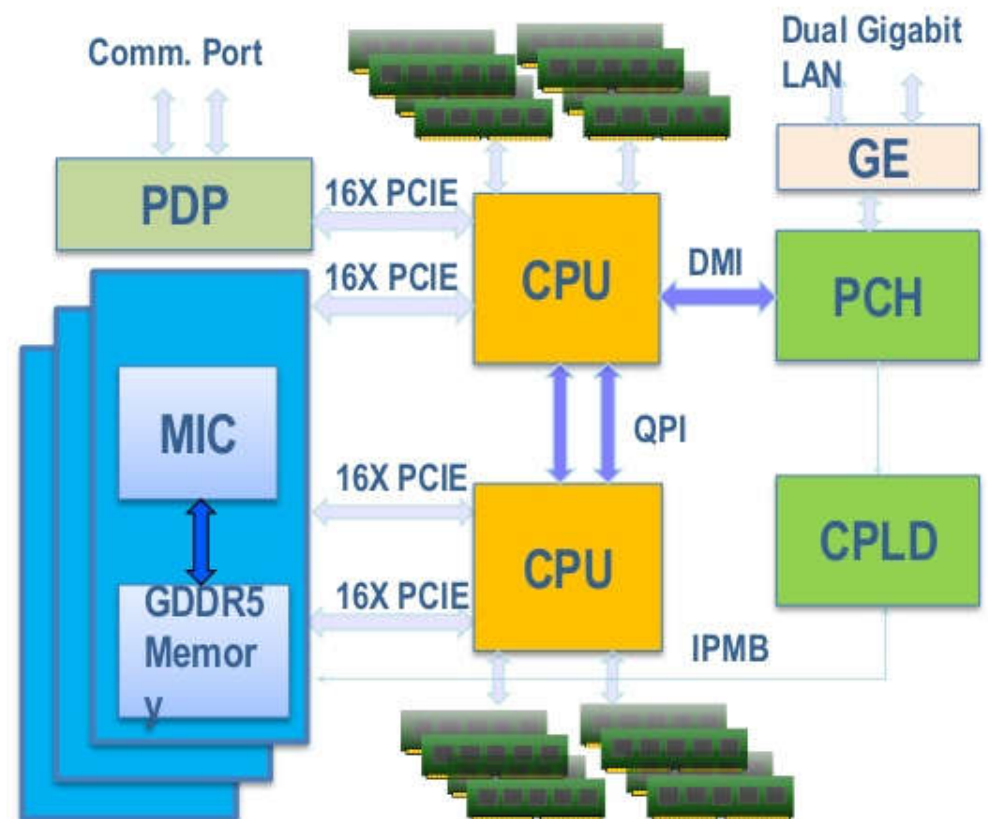 Comm. Port
Dual Gigabit
LAN
GE
PDP
16X PCIE
CPU
DMI
PCH
16X PCIE
MIC
QPI
16X PCIE
CPU
CPLD
GDDR5
Memor
y
16X PCIE
IPMB